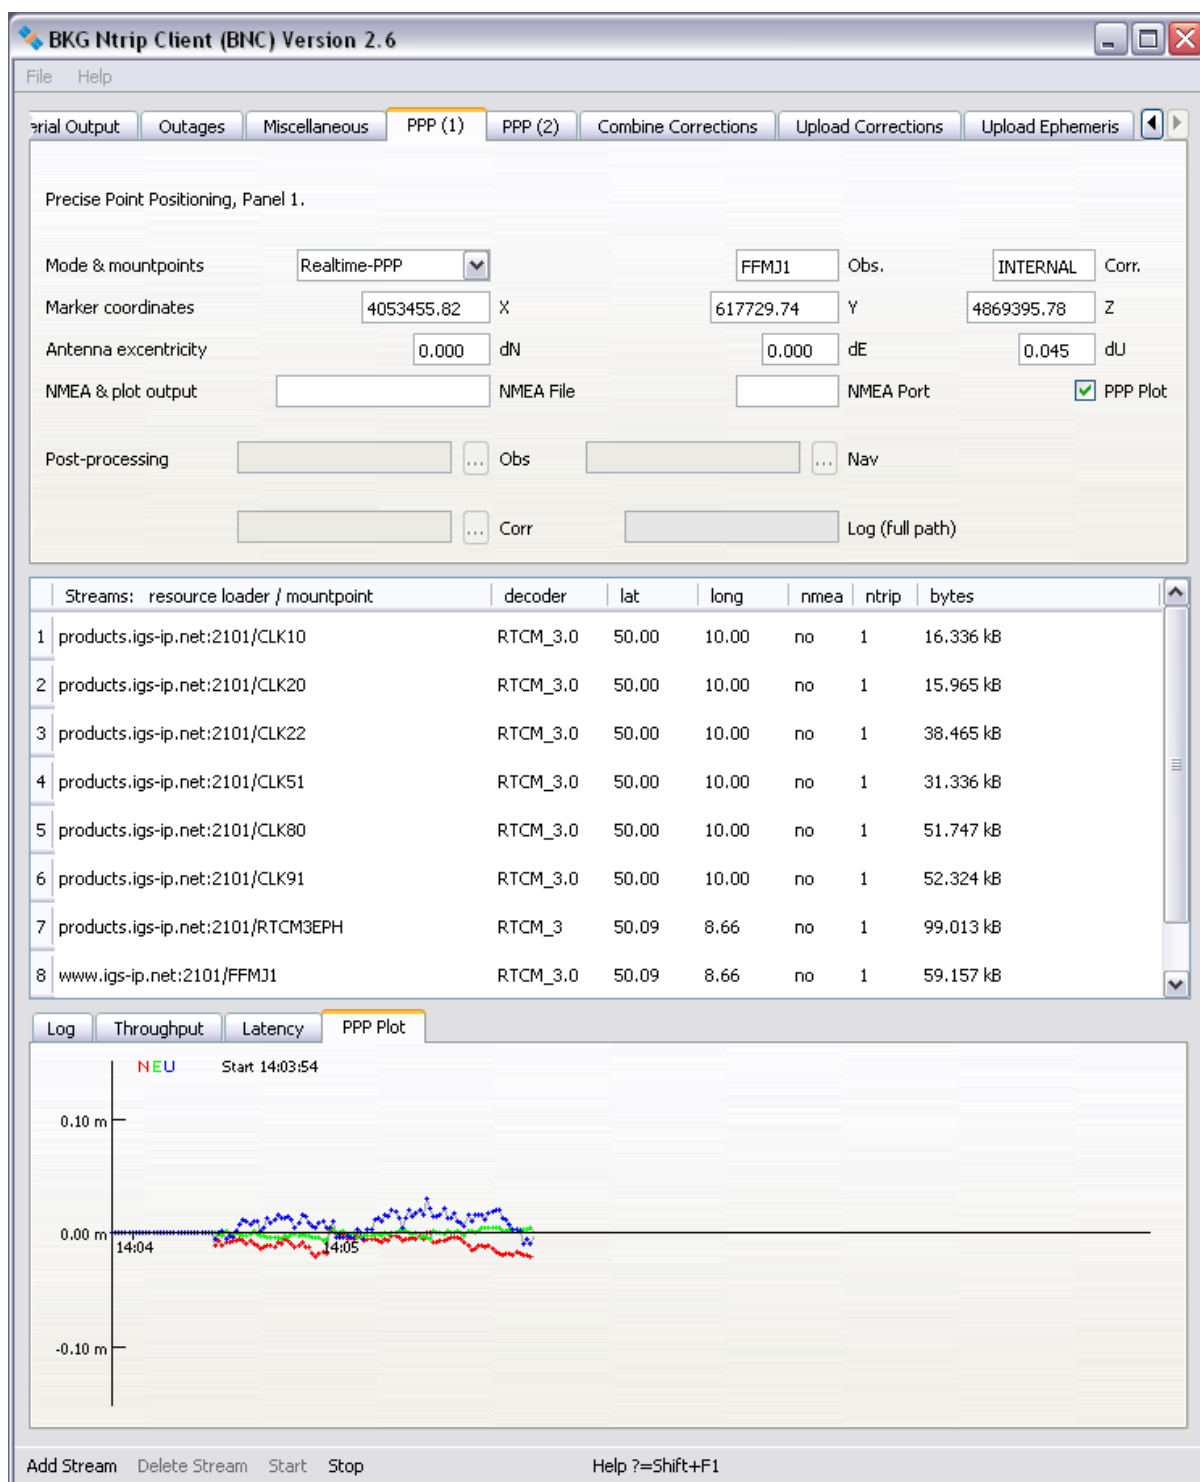 BKG Ntrip Client (BNC) Version 2.6
File Help
erial Output Outages Miscellaneous PPP (1) PPP (2) Combine Corrections Upload Corrections Upload Ephemeris
Precise Point Positioning, Panel 1.
Mode & mountpoints Realtime-PPP FFMJ1 Obs. INTERNAL Corr.
Marker coordinates 4053455.82 X 617729.74 Y 4869395.78 Z
Antenna excentricity 0.000 dN 0.000 dE 0.045 dU
NMEA & plot output NMEA File NMEA Port PPP Plot
Post-processing ... Obs ... Nav
... Corr Log (full path)
Streams: resource loader / mountpoint decoder lat long nmea ntrip bytes
1 products.igs-ip.net:2101/CLK10 RTCM_3.0 50.00 10.00 no 1 16.336 kB
2 products.igs-ip.net:2101/CLK20 RTCM_3.0 50.00 10.00 no 1 15.965 kB
3 products.igs-ip.net:2101/CLK22 RTCM_3.0 50.00 10.00 no 1 38.465 kB
4 products.igs-ip.net:2101/CLK51 RTCM_3.0 50.00 10.00 no 1 31.336 kB
5 products.igs-ip.net:2101/CLK80 RTCM_3.0 50.00 10.00 no 1 51.747 kB
6 products.igs-ip.net:2101/CLK91 RTCM_3.0 50.00 10.00 no 1 52.324 kB
7 products.igs-ip.net:2101/RTCM3EPH RTCM_3 50.09 8.66 no 1 99.013 kB
8 www.igs-ip.net:2101/FFMJ1 RTCM_3.0 50.09 8.66 no 1 59.157 kB
Log Throughput Latency PPP Plot
NEU Start 14:03:54
0.10 m
0.00 m
14:04 14:05
-0.10 m
Add Stream Delete Stream Start Stop Help ?=Shift+F1